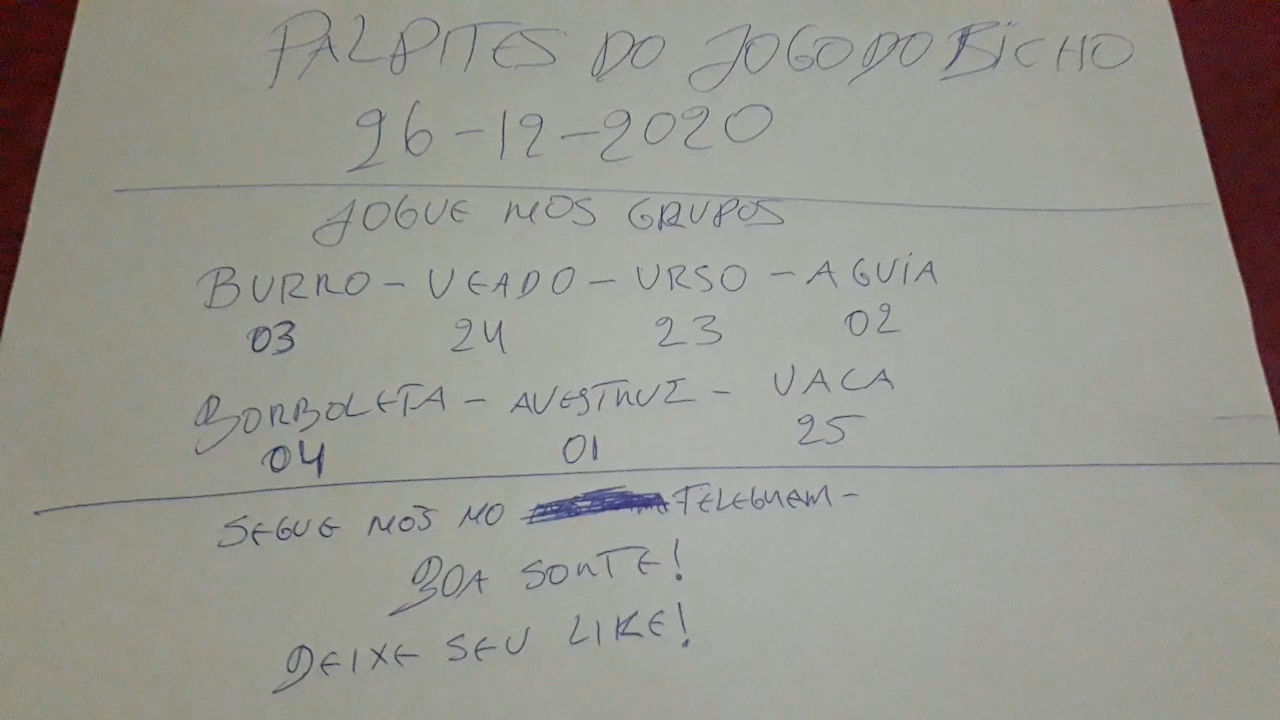 PALPITES DO JOGO DO BICHO
26-12-2020
JOGUE NOS GRUPOS
BURRO - VEADO - URSO - AGUIA
03 24 23 02
BORBOLETA - AVESTRUZ - VACA
04 01 25
SEGUE NOS NO TELEGRAM -
BOA SORTE!
DEIXE SEU LIKE!